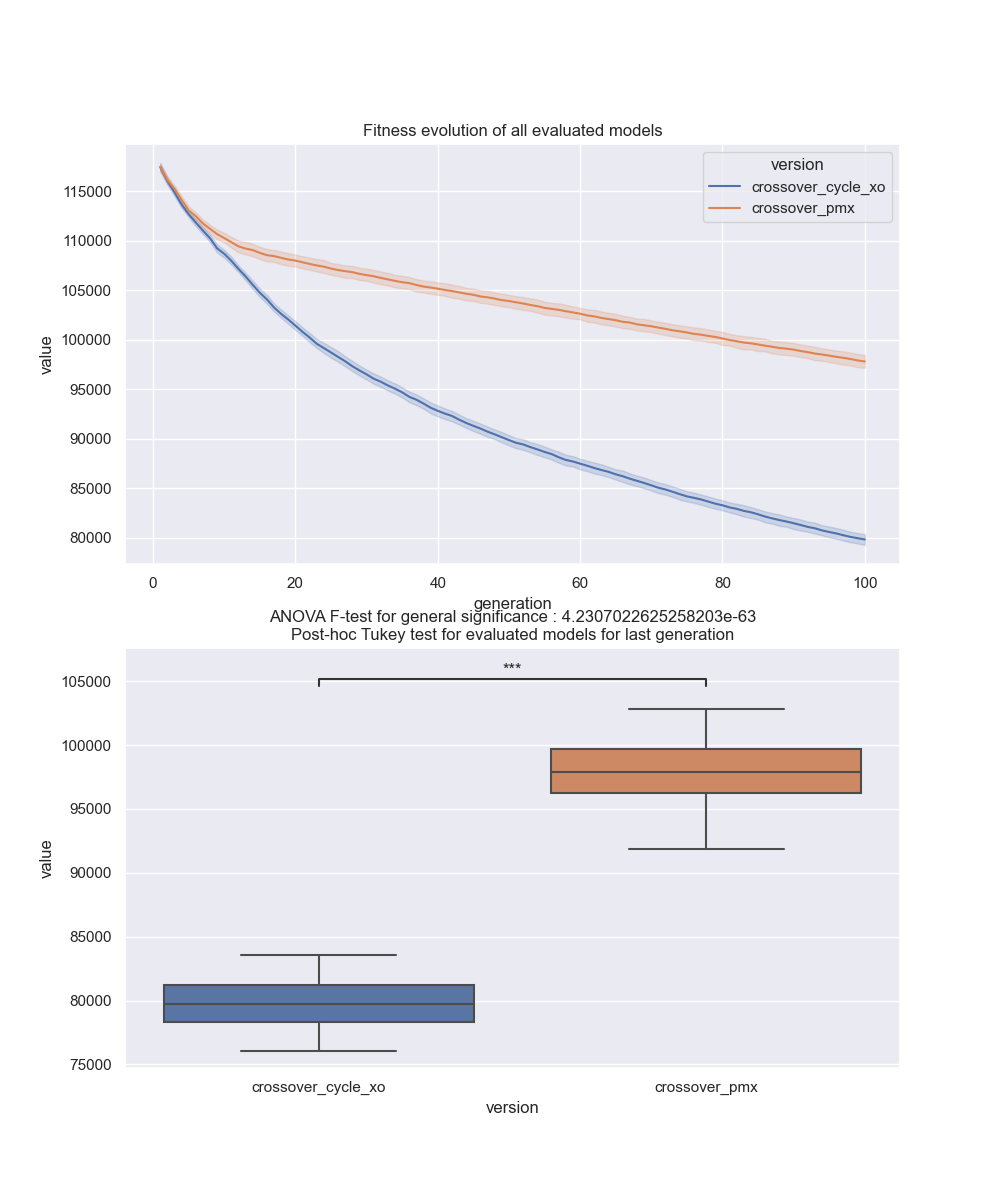 Fitness evolution of all evaluated models
value
115000
110000
105000
100000
95000
90000
85000
80000
version
crossover_cycle_xo
crossover_pmx
0 20 40 60 80 100
generation
ANOVA F-test for general significance : 4.2307022625258203e-63
Post-hoc Tukey test for evaluated models for last generation
***
value
105000
100000
95000
90000
85000
80000
75000
crossover_cycle_xo crossover_pmx
version